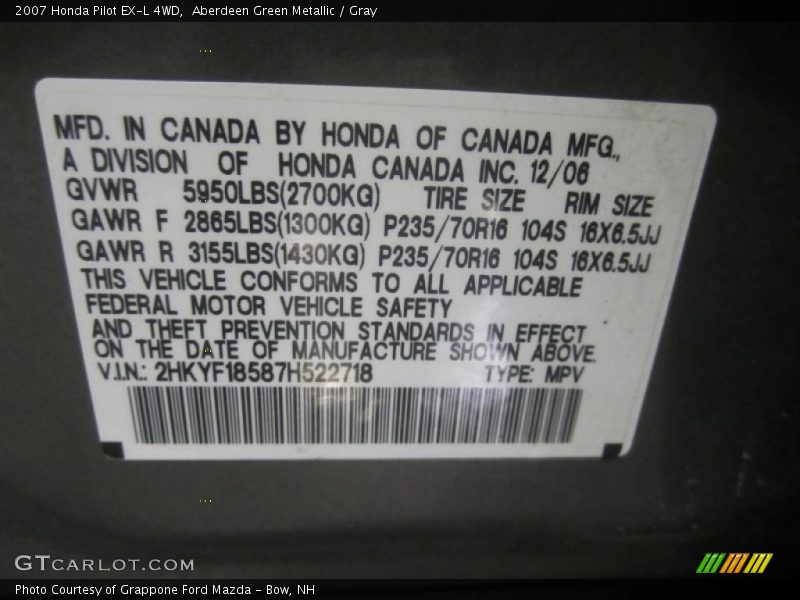 2007 Honda Pilot EX-L 4WD,  Aberdeen Green Metallic / Gray
MFD. IN CANADA BY HONDA OF CANADA MFG.,
A DIVISION OF HONDA CANADA INC. 12/06
GVWR 5950LBS(2700KG) TIRE SIZE RIM SIZE
GAWR F 2865LBS(1300KG) P235/70R16 104S 16X6.5JJ
GAWR R 3155LBS(1430KG) P235/70R16 104S 16X6.5JJ
THIS VEHICLE CONFORMS TO ALL APPLICABLE
FEDERAL MOTOR VEHICLE SAFETY
AND THEFT PREVENTION STANDARDS IN EFFECT
ON THE DATE OF MANUFACTURE SHOWN ABOVE.
V.I.N.: 2HKYF18587H522718 TYPE: MPV
GTCARLOT.COM
Photo Courtesy of Grappone Ford Mazda - Bow, NH